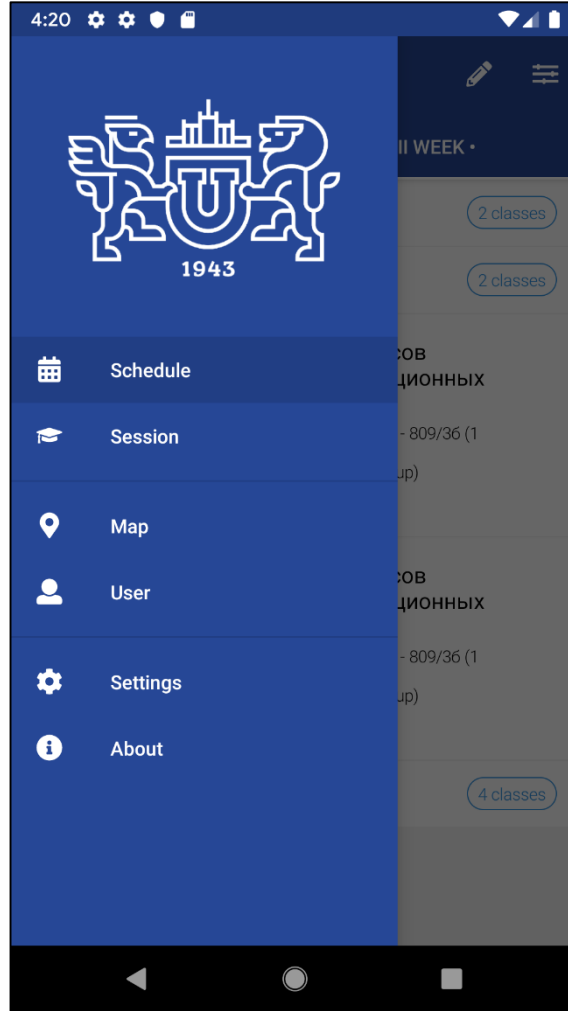 4:20
II WEEK •
2 classes
2 classes
U
1943
Schedule
сов
ционных
Session
- 809/36 (1
up)
Map
User
сов
ционных
- 809/36 (1
up)
Settings
About
4 classes